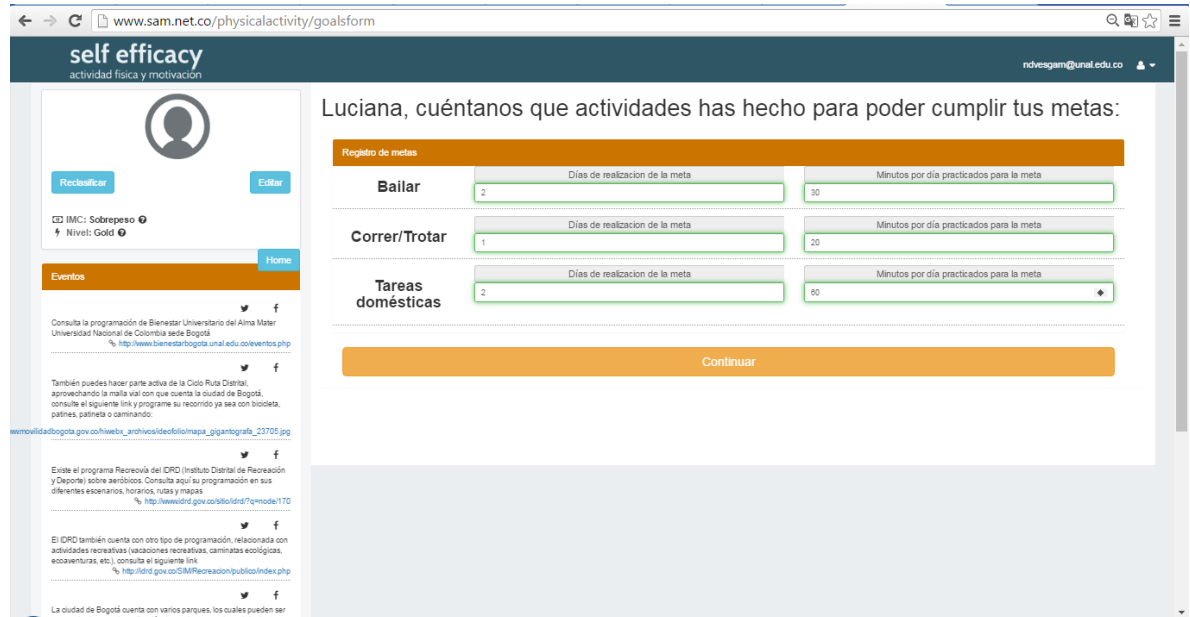 www.sam.net.co/physicalactivity/goalsform
self efficacy
actividad física y motivación
ndvesgam@unal.edu.co
Reclasificar
Editar
IMC: Sobrepeso
Nivel: Gold
Home
Eventos
Consulta la programación de Bienestar Universitario del Alma Mater
Universidad Nacional de Colombia sede Bogotá
http://www.bienestarbogota.unal.edu.co/eventos.php
También puedes hacer parte activa de la Ciclo Ruta Distrital,
aprovechando la malla vial con que cuenta la ciudad de Bogotá,
consulte el siguiente link y programe su recorrido ya sea con bicicleta,
patines, patineta o caminando:
wwmovilidadbogota.gov.co/hiwebx_archivos/ideofolio/mapa_gigantografa_23705.jpg
Existe el programa Recreovía del IDRD (Instituto Distrital de Recreación
y Deporte) sobre aeróbicos. Consulta aquí su programación en sus
diferentes escenarios, horarios, rutas y mapas
http://www.idrd.gov.co/sitio/idrd/?q=node/170
El IDRD también cuenta con otro tipo de programación, relacionada con
actividades recreativas (vacaciones recreativas, caminatas ecológicas,
ecoaventuras, etc.), consulta el siguiente link
http://idrd.gov.co/SIM/Recreacion/publico/index.php
La ciudad de Bogotá cuenta con varios parques, los cuales pueden ser
Luciana, cuéntanos que actividades has hecho para poder cumplir tus metas:
Registro de metas
Bailar
Días de realizacion de la meta
2
Minutos por día practicados para la meta
30
Correr/Trotar
Días de realizacion de la meta
1
Minutos por día practicados para la meta
20
Tareas
domésticas
Días de realizacion de la meta
2
Minutos por día practicados para la meta
60
Continuar